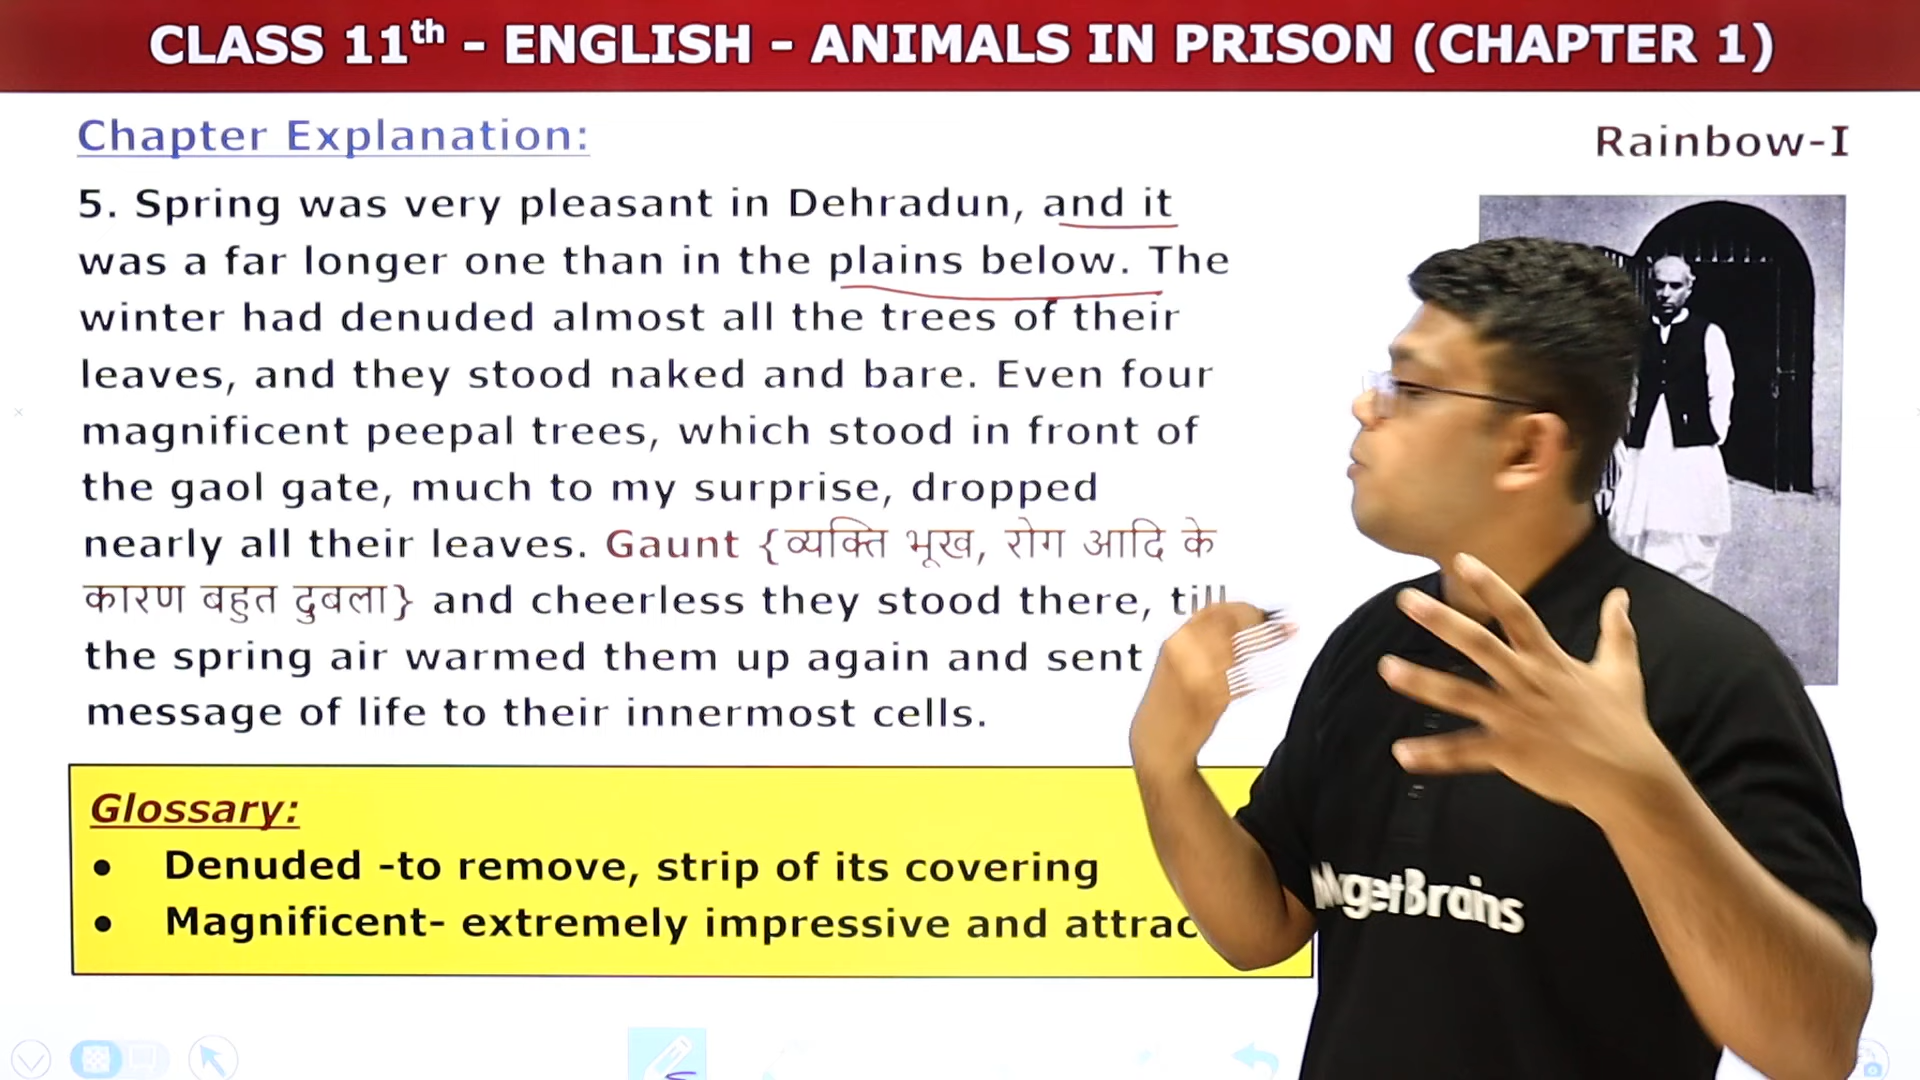 CLASS 11th - ENGLISH - ANIMALS IN PRISON (CHAPTER 1)
Chapter Explanation:
Rainbow-I
5. Spring was very pleasant in Dehradun, and it
was a far longer one than in the plains below. The
winter had denuded almost all the trees of their
leaves, and they stood naked and bare. Even four
magnificent peepal trees, which stood in front of
the gaol gate, much to my surprise, dropped
nearly all their leaves. Gaunt {व्यक्ति भूख, रोग आदि के
कारण बहुत दुबला} and cheerless they stood there, till
the spring air warmed them up again and sent
message of life to their innermost cells.
Glossary:
• Denuded -to remove, strip of its covering
• Magnificent- extremely impressive and